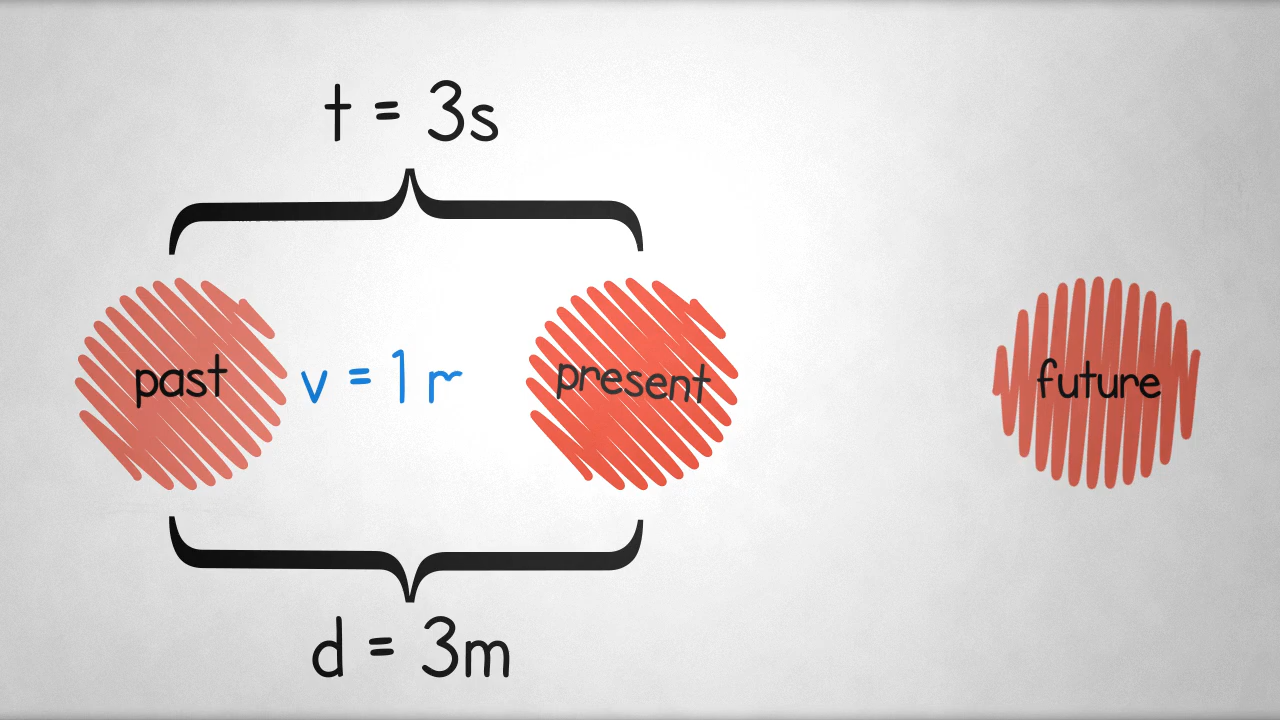 t = 3s
past
v = 1 r
present
future
d = 3m